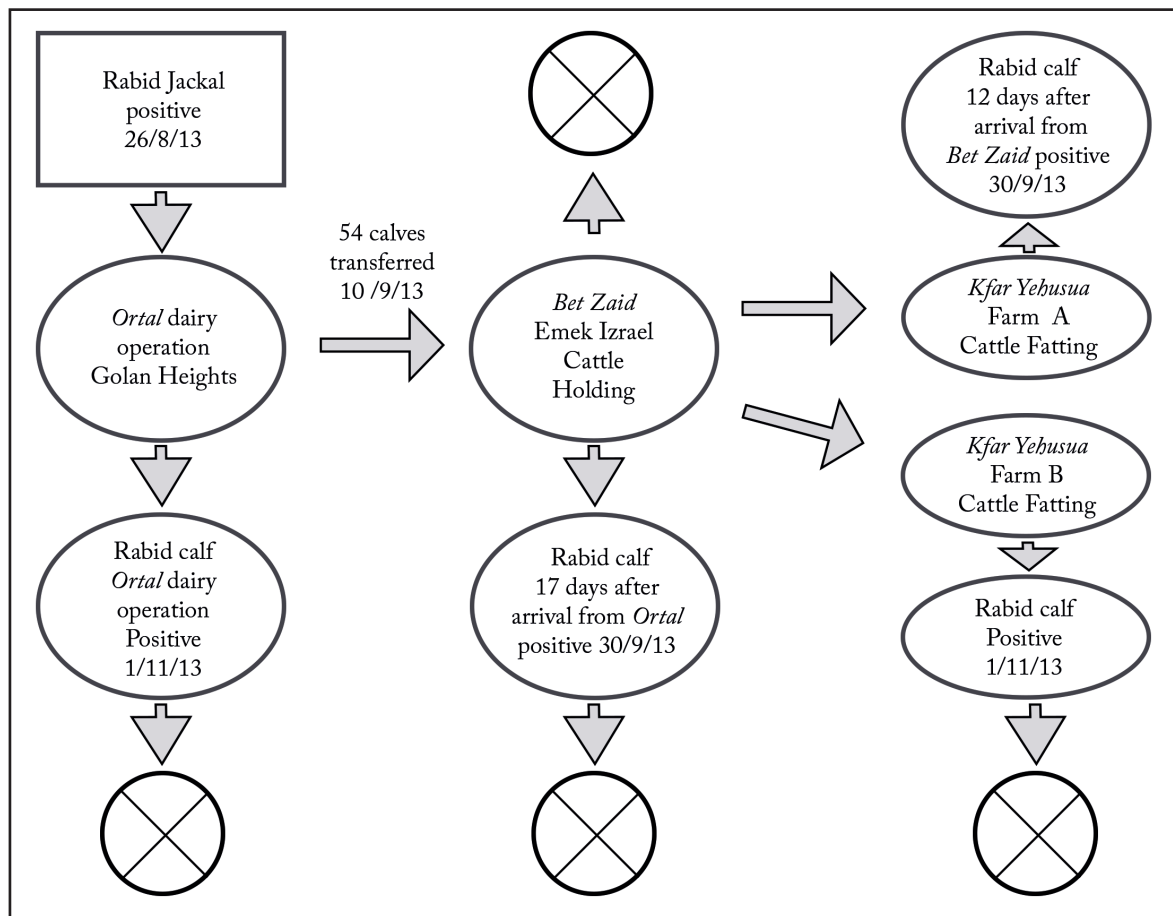 Rabid Jackal
positive
26/8/13
Ortal dairy
operation
Golan Heights
Rabid calf
Ortal dairy
operation
Positive
1/11/13
54 calves
transferred
10 /9/13
Bet Zaid
Emek Izrael
Cattle
Holding
Rabid calf
17 days after
arrival from Ortal
positive 30/9/13
Rabid calf
12 days after
arrival from
Bet Zaid positive
30/9/13
Kfar Yehusua
Farm A
Cattle Fatting
Kfar Yehusua
Farm B
Cattle Fatting
Rabid calf
Positive
1/11/13